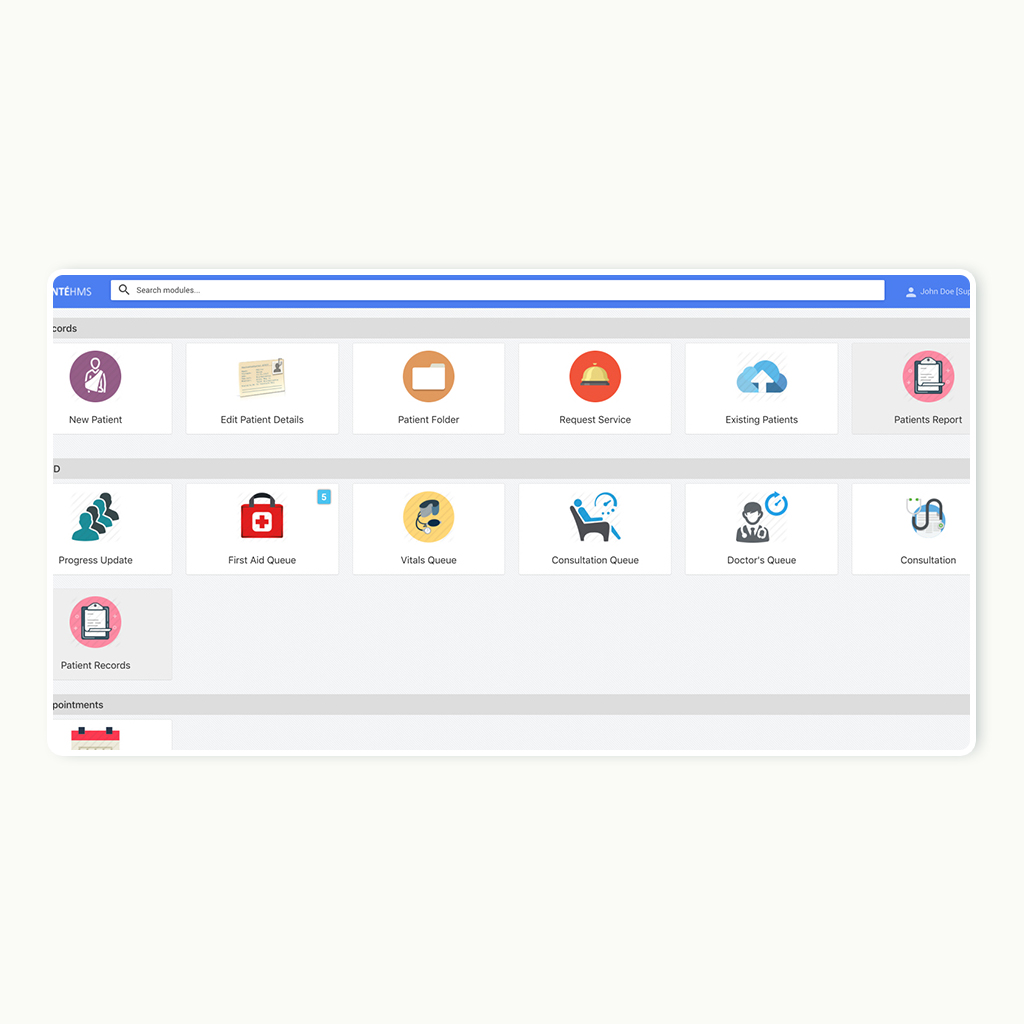 NTÉHMS
Search modules...
John Doe [Sup
cords
New Patient
Edit Patient Details
Patient Folder
Request Service
Existing Patients
Patients Report
D
5
Progress Update
First Aid Queue
Vitals Queue
Consultation Queue
Doctor's Queue
Consultation
Patient Records
pointments